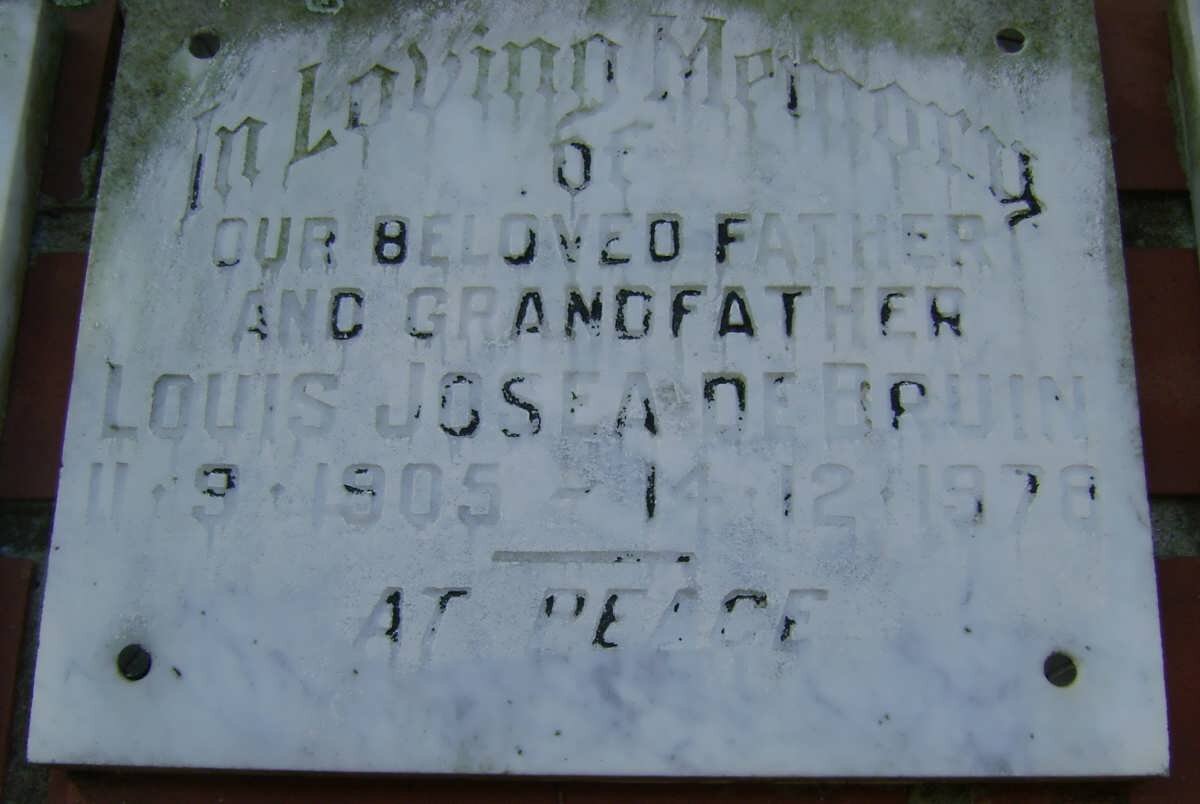 In Loving Memory
Of
OUR BELOVED FATHER
AND GRANDFATHER
LOUIS JOSEA DE BRUIN
11·9·1905 - 14·12·1978
AT PEACE